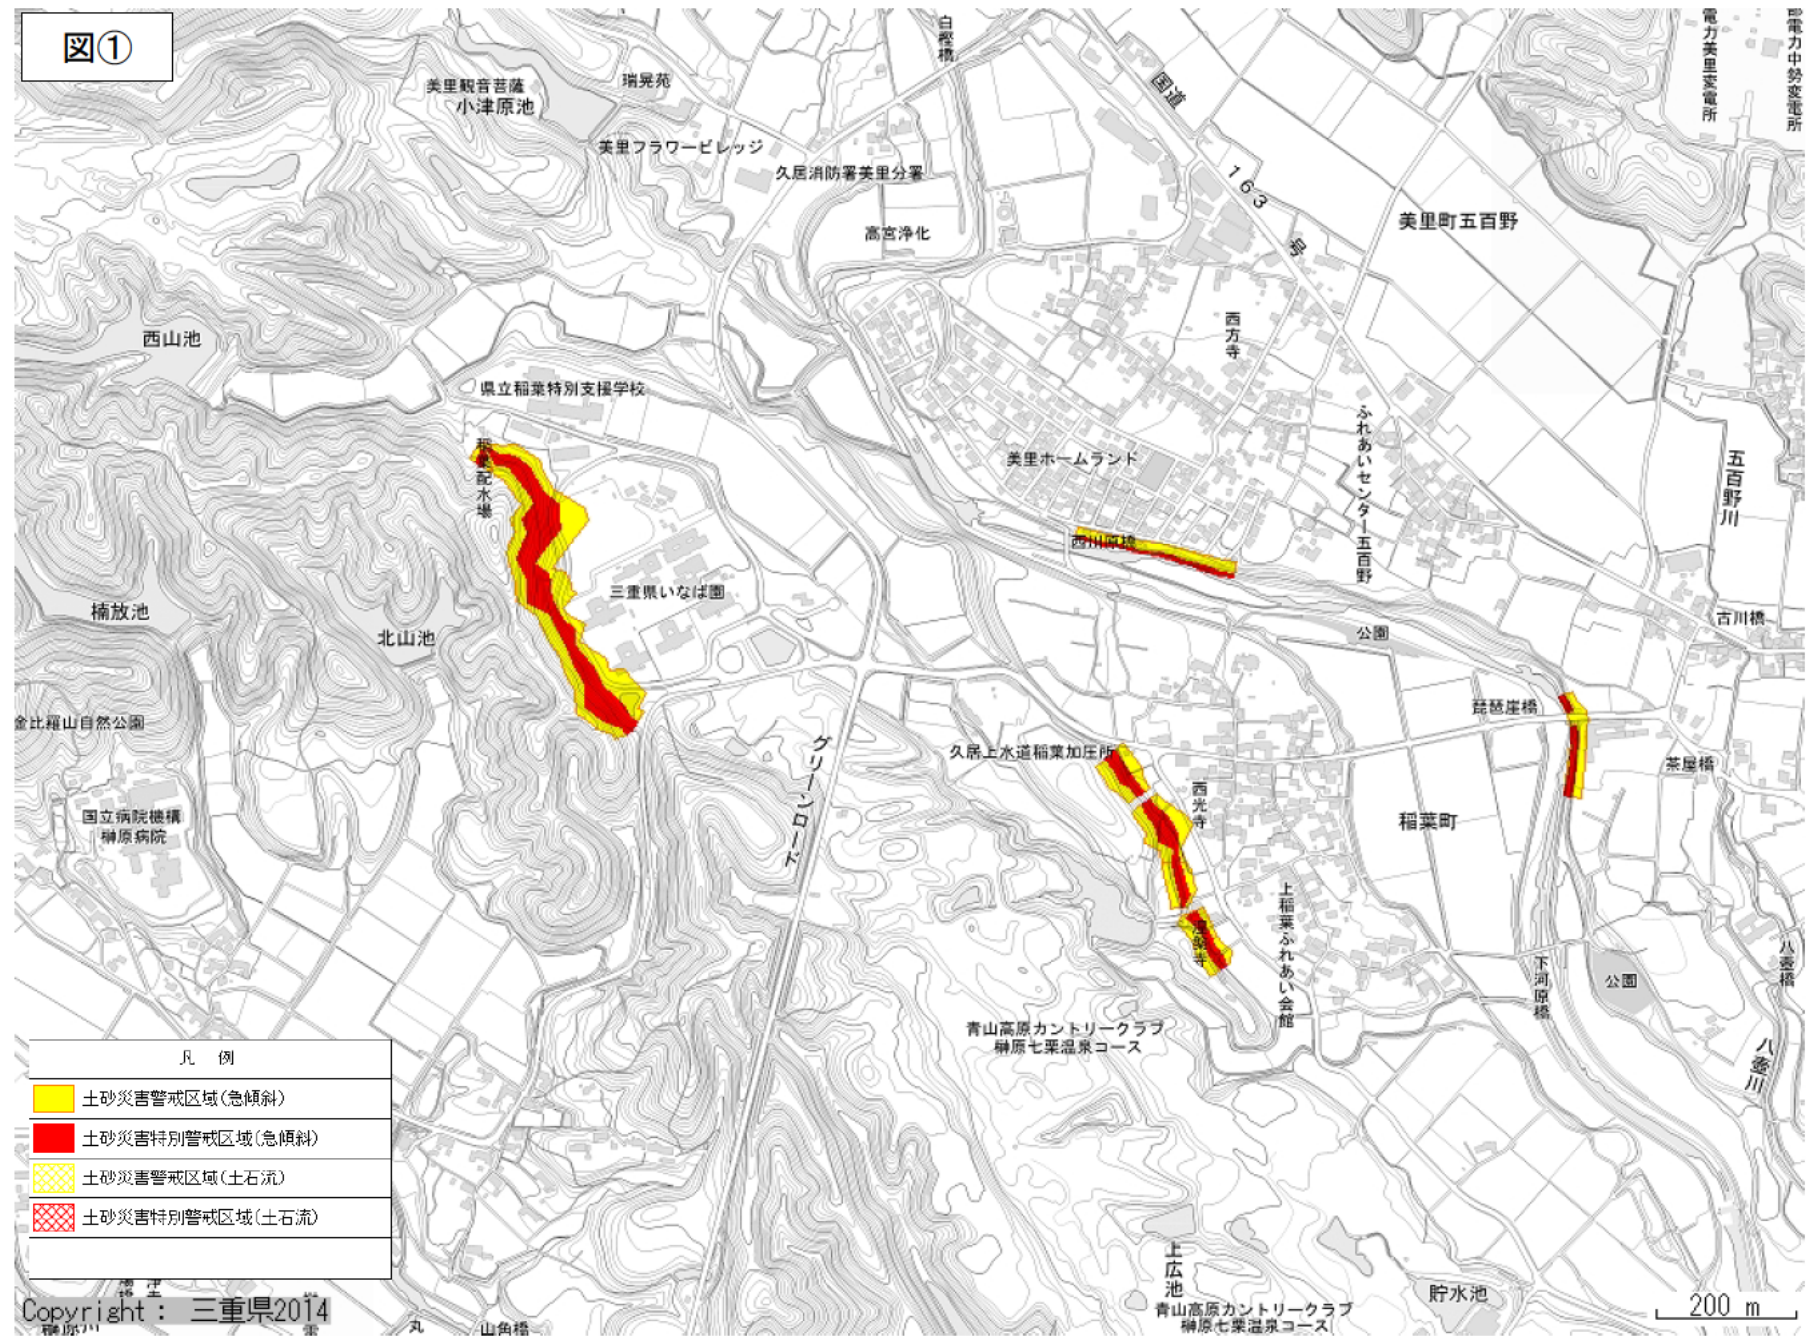 図①
白樫橋
国道
163
号
美里観音菩薩
小津原池
瑞晃苑
美里フラワービレッジ
久居消防署美里分署
高宮浄化
電力美里変電所
部電力中勢変電所
美里町五百野
西山池
西方寺
県立稲葉特別支援学校
稲葉配水場
美里ホームランド
ふれあいセンター五百野
五百野川
西川原橋
三重県いなば園
楠放池
北山池
公園
古川橋
金比羅山自然公園
琵琶崖橋
グリーンロード
久居上水道稲葉加圧所
茶屋橋
国立病院機構
榊原病院
西光寺
稲葉町
上稲葉ふれあい会館
下河原橋
公園
八壷橋
八壷川
青山高原カントリークラブ
榊原七栗温泉コース
凡 例
土砂災害警戒区域(急傾斜)
土砂災害特別警戒区域(急傾斜)
土砂災害警戒区域(土石流)
土砂災害特別警戒区域(土石流)
上広池
貯水池
青山高原カントリークラブ
榊原七栗温泉コース
Copyright : 三重県2014
200 m
榊原川
丸
山角橋